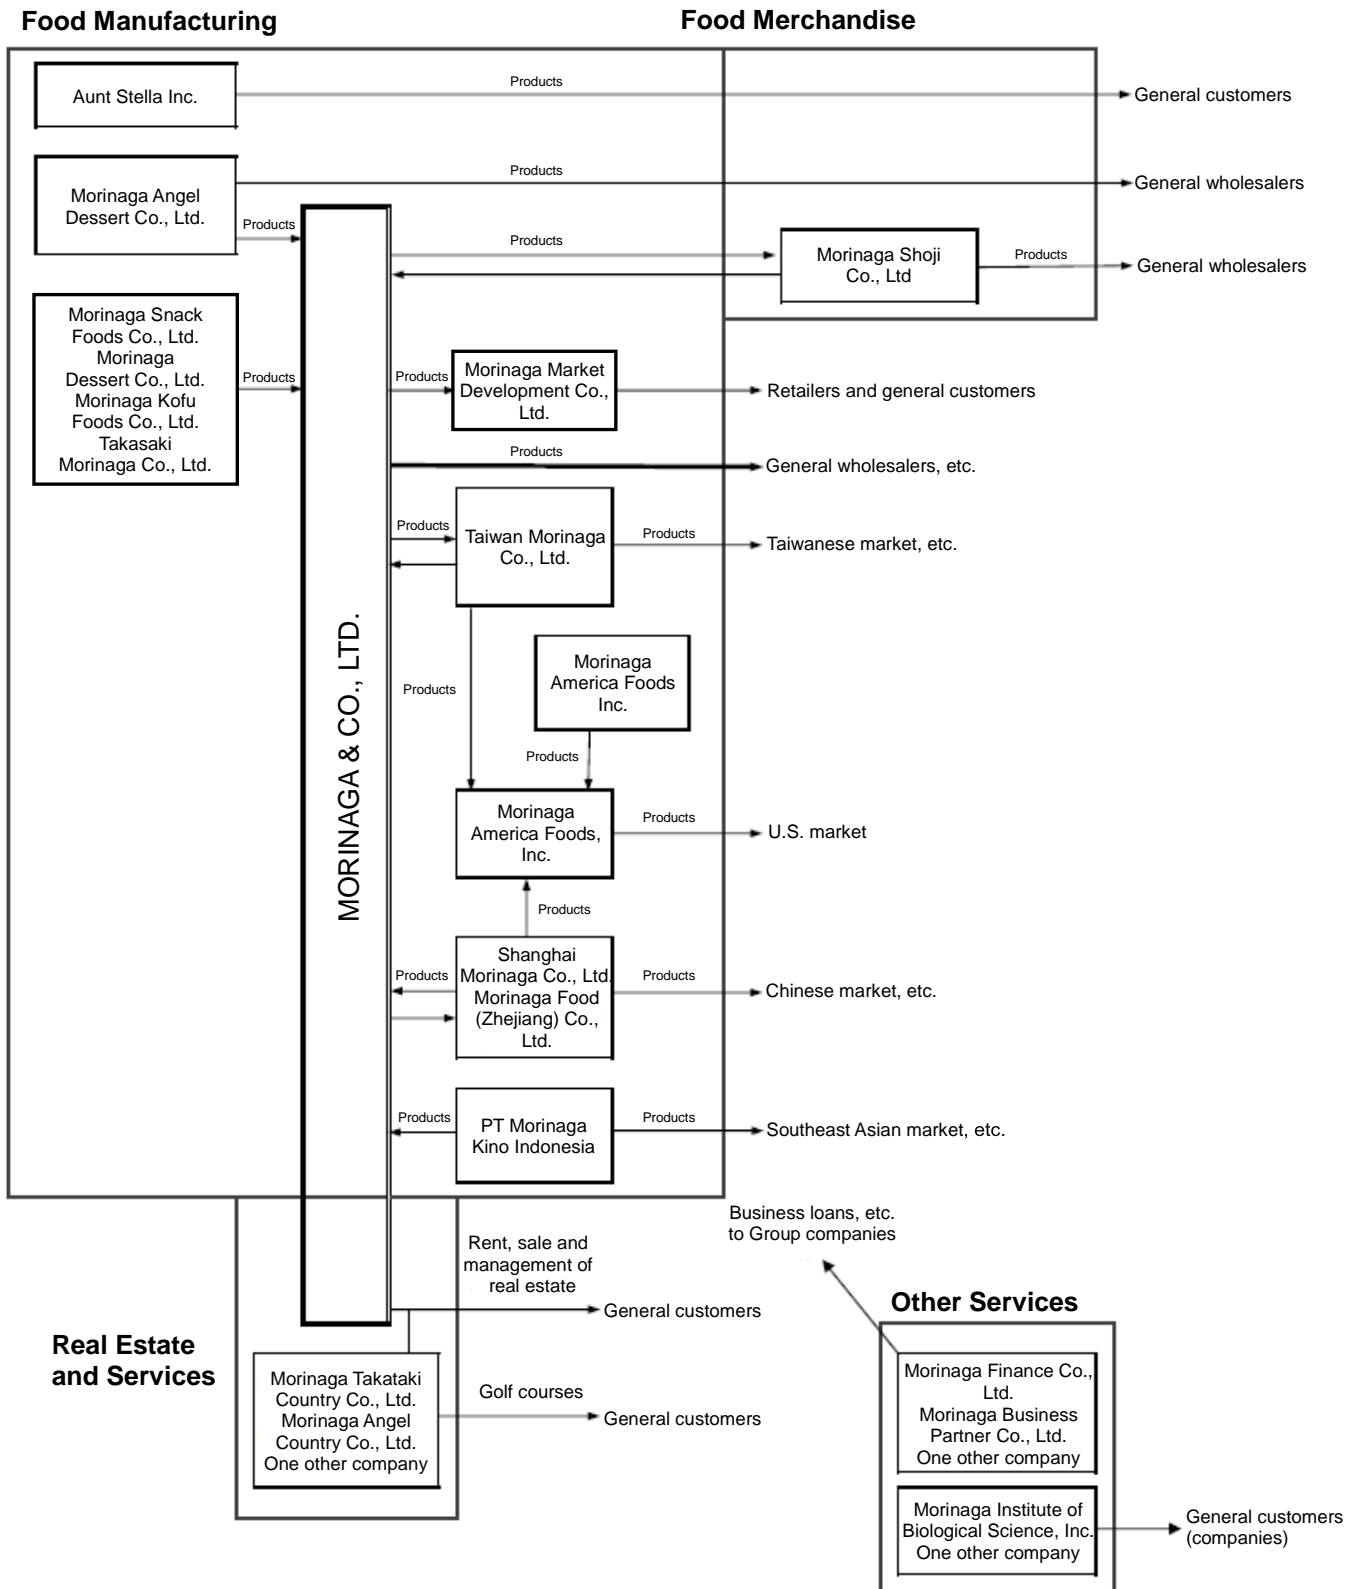 Food Manufacturing
Food Merchandise
Aunt Stella Inc.
Products
General customers
Morinaga Angel
Dessert Co., Ltd.
Products
General wholesalers
Products
Products
Morinaga Shoji
Co., Ltd
Products
General wholesalers
Morinaga Snack
Foods Co., Ltd.
Morinaga
Dessert Co., Ltd.
Morinaga Kofu
Foods Co., Ltd.
Takasaki
Morinaga Co., Ltd.
Products
MORINAGA & CO., LTD.
Products
Morinaga Market
Development Co.,
Ltd.
Retailers and general customers
Products
General wholesalers, etc.
Products
Taiwan Morinaga
Co., Ltd.
Products
Taiwanese market, etc.
Products
Morinaga
America Foods
Inc.
Products
Morinaga
America Foods,
Inc.
Products
U.S. market
Products
Products
Shanghai
Morinaga Co., Ltd.
Morinaga Food
(Zhejiang) Co.,
Ltd.
Products
Chinese market, etc.
Products
PT Morinaga
Kino Indonesia
Products
Southeast Asian market, etc.
Rent, sale and
management of
real estate
General customers
Real Estate
and Services
Morinaga Takataki
Country Co., Ltd.
Morinaga Angel
Country Co., Ltd.
One other company
Golf courses
General customers
Business loans, etc.
to Group companies
Other Services
Morinaga Finance Co.,
Ltd.
Morinaga Business
Partner Co., Ltd.
One other company
Morinaga Institute of
Biological Science, Inc.
One other company
General customers
(companies)